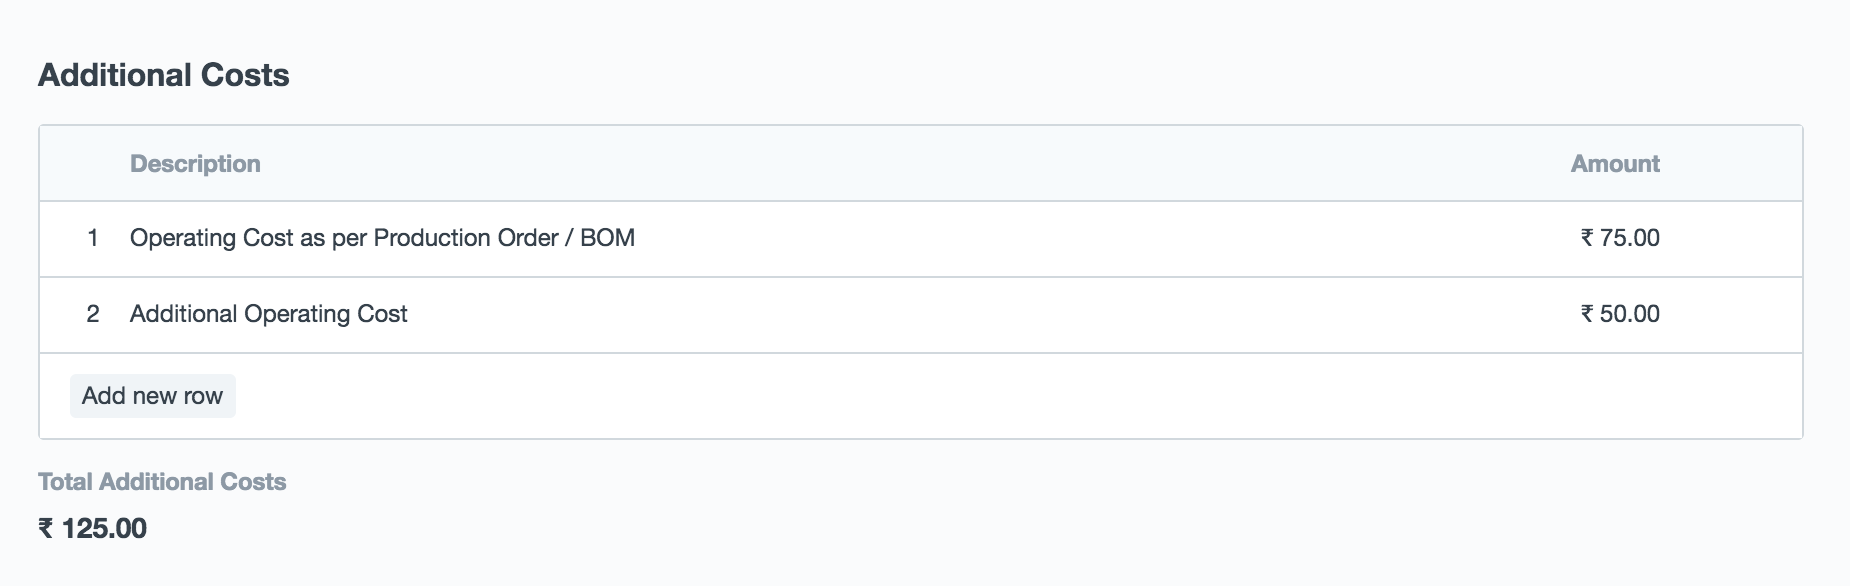 Additional Costs
Description Amount
1 Operating Cost as per Production Order / BOM ₹ 75.00
2 Additional Operating Cost ₹ 50.00
Add new row
Total Additional Costs
₹ 125.00